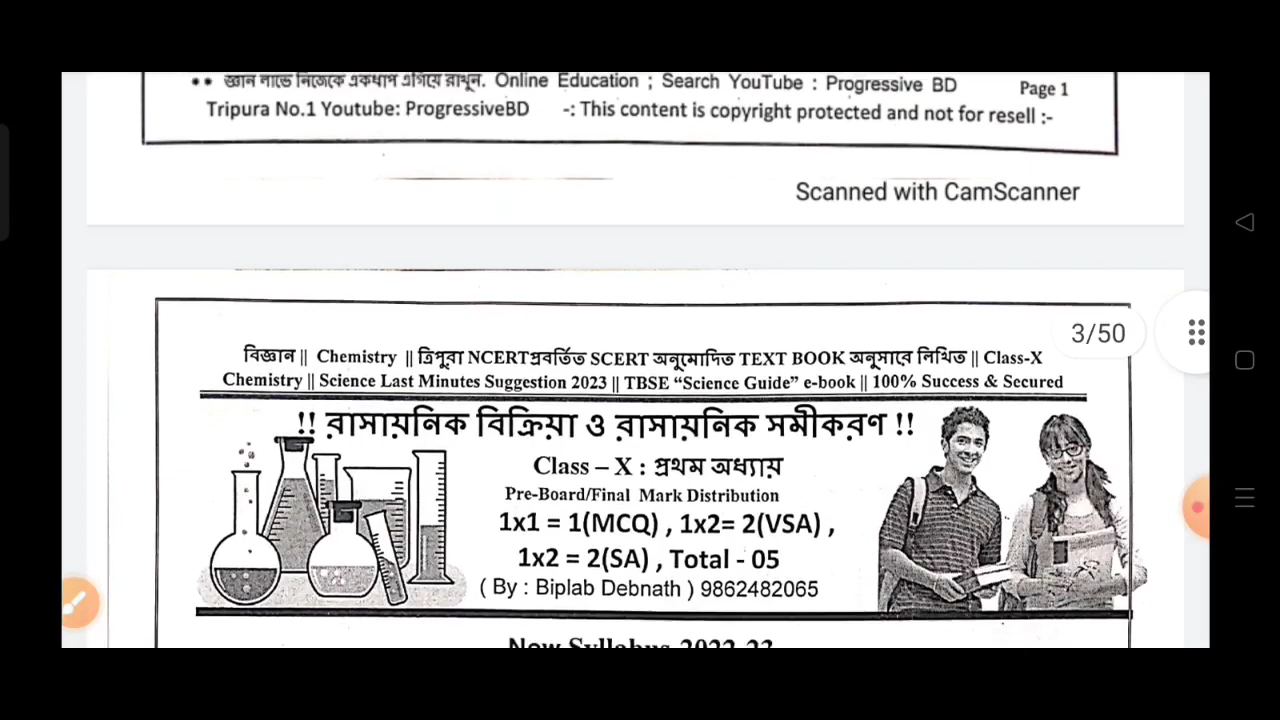 •• জ্ঞান লাভে নিজেকে একধাপ এগিয়ে রাখুন. Online Education ; Search YouTube : Progressive BD Page 1
Tripura No.1 Youtube: ProgressiveBD -: This content is copyright protected and not for resell :-
Scanned with CamScanner
3/50
বিজ্ঞান || Chemistry || ত্রিপুরা NCERTপ্রবর্তিত SCERT অনুমোদিত TEXT BOOK অনুসারে লিখিত || Class-X
Chemistry || Science Last Minutes Suggestion 2023 || TBSE “Science Guide” e-book || 100% Success & Secured
!! রাসায়নিক বিক্রিয়া ও রাসায়নিক সমীকরণ !!
Class – X : প্রথম অধ্যায়
Pre-Board/Final Mark Distribution
1x1 = 1(MCQ) , 1x2= 2(VSA) ,
1x2 = 2(SA) , Total - 05
( By : Biplab Debnath ) 9862482065
New Syllabus 2022-23